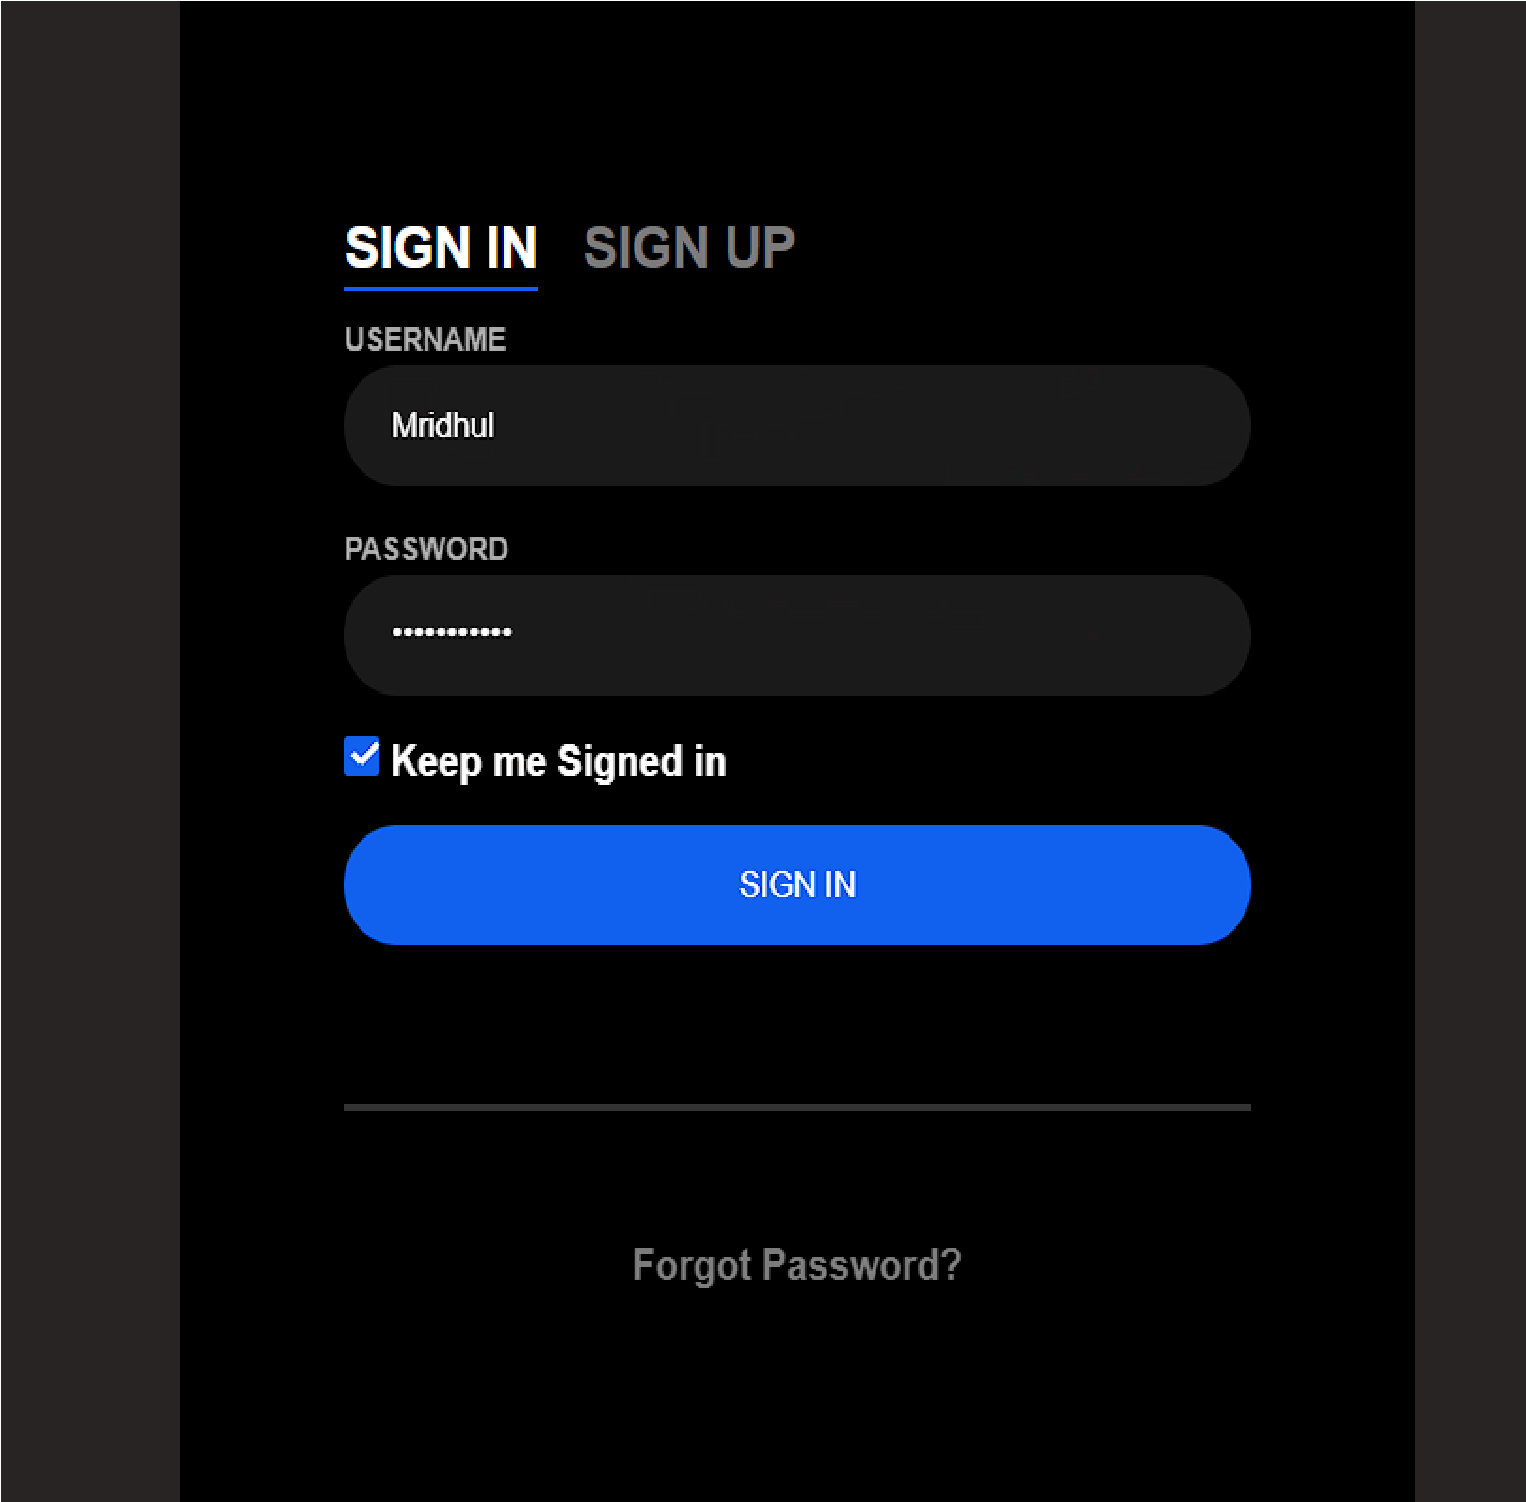 SIGN IN SIGN UP
USERNAME
Mridhul
PASSWORD
•••••••••••
Keep me Signed in
SIGN IN
Forgot Password?